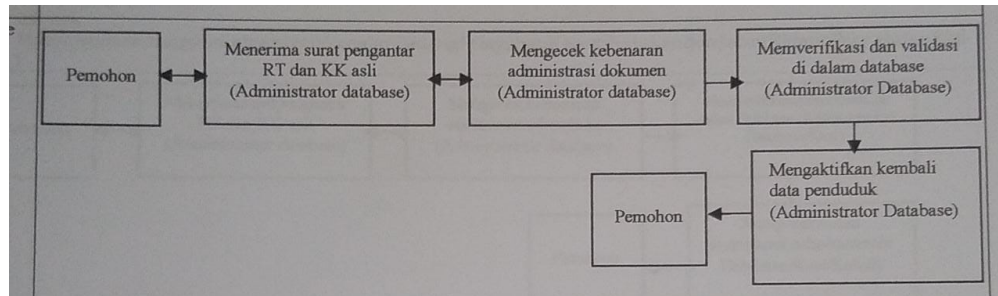 Pemohon
Menerima surat pengantar
RT dan KK asli
(Administrator database)
Mengecek kebenaran
administrasi dokumen
(Administrator database)
Memverifikasi dan validasi
di dalam database
(Administrator Database)
Mengaktifkan kembali
data penduduk
(Administrator Database)
Pemohon